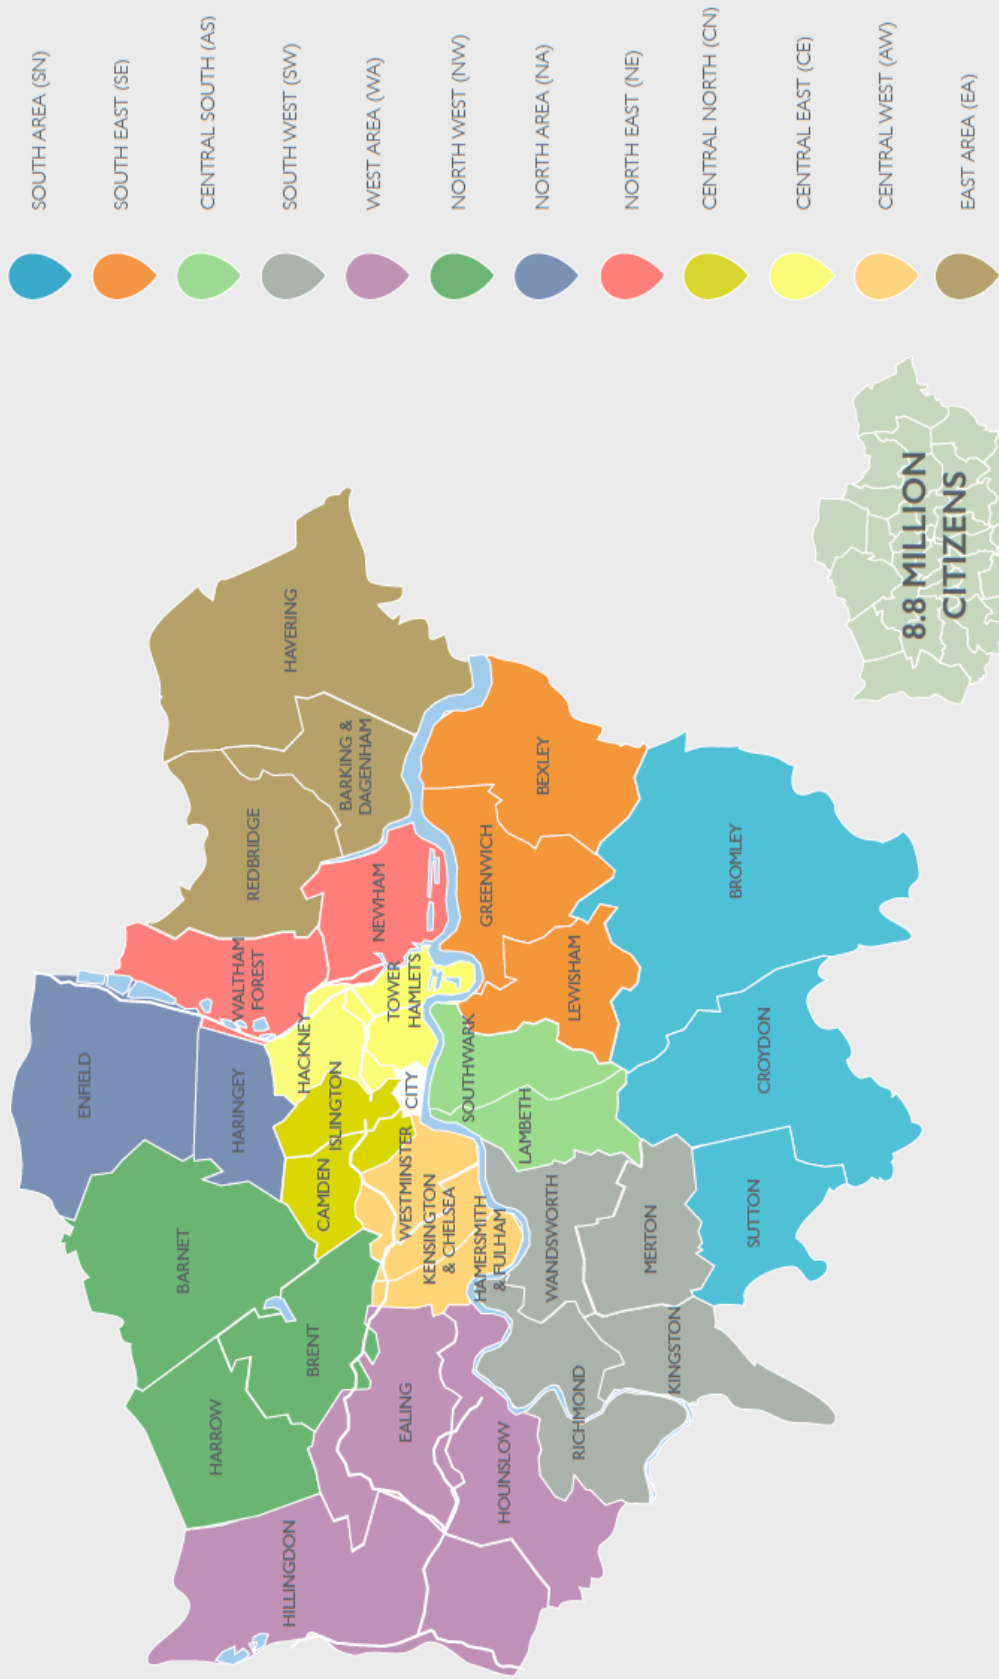 ENFIELD
HARINGEY
BARNET
HARROW
BRENT
CAMDEN
ISLINGTON
HACKNEY
WALTHAM
FOREST
REDBRIDGE
HAVERING
BARKING &
DAGENHAM
NEWHAM
TOWER
HAMLETS
CITY
WESTMINSTER
KENSINGTON
& CHELSEA
HAMERSMITH
& FULHAM
EALING
HILLINGDON
HOUNSLOW
RICHMOND
WANDSWORTH
LAMBETH
SOUTHWARK
LEWISHAM
GREENWICH
BEXLEY
KINGSTON
MERTON
SUTTON
CROYDON
BROMLEY
8.8 MILLION
CITIZENS
SOUTH AREA (SN)
SOUTH EAST (SE)
CENTRAL SOUTH (AS)
SOUTH WEST (SW)
WEST AREA (WA)
NORTH WEST (NW)
NORTH AREA (NA)
NORTH EAST (NE)
CENTRAL NORTH (CN)
CENTRAL EAST (CE)
CENTRAL WEST (AW)
EAST AREA (EA)